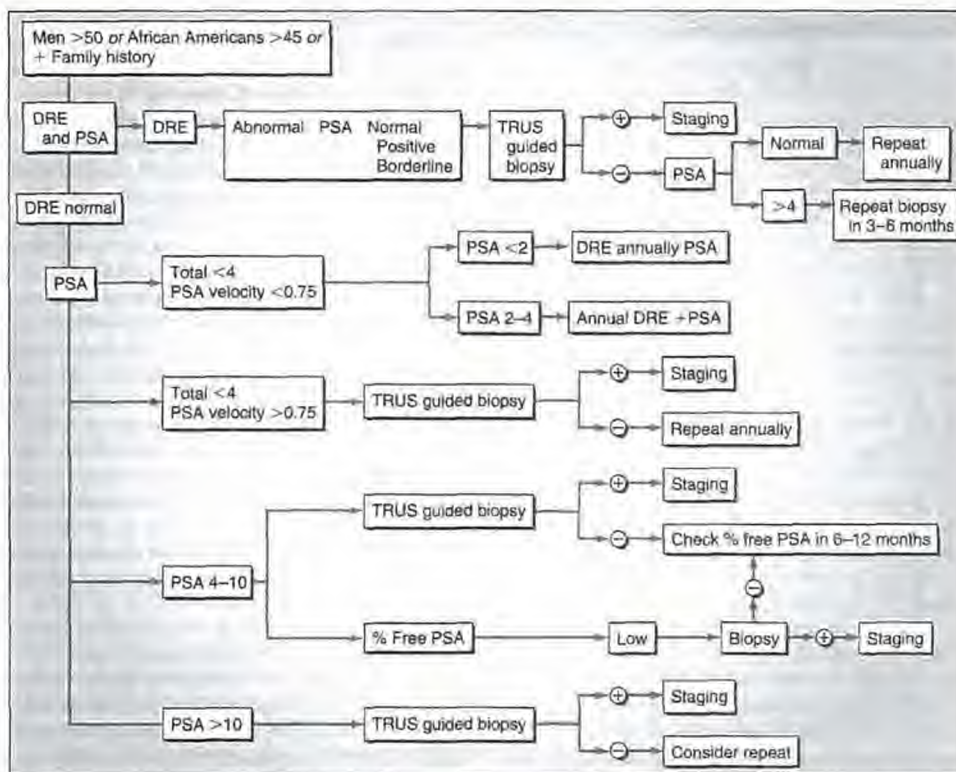 Men >50 or African Americans >45 or
+ Family history
DRE
and PSA
DRE
Abnormal PSA Normal
Positive
Borderline
TRUS
guided
biopsy
+
Staging
−
PSA
Normal
Repeat
annually
>4
Repeat biopsy
in 3–6 months
DRE normal
PSA
Total <4
PSA velocity <0.75
PSA <2
DRE annually PSA
PSA 2–4
Annual DRE +PSA
Total <4
PSA velocity >0.75
TRUS guided biopsy
+
Staging
−
Repeat annually
PSA 4–10
TRUS guided biopsy
+
Staging
−
Check % free PSA in 6–12 months
−
% Free PSA
Low
Biopsy
+
Staging
PSA >10
TRUS guided biopsy
+
Staging
−
Consider repeat